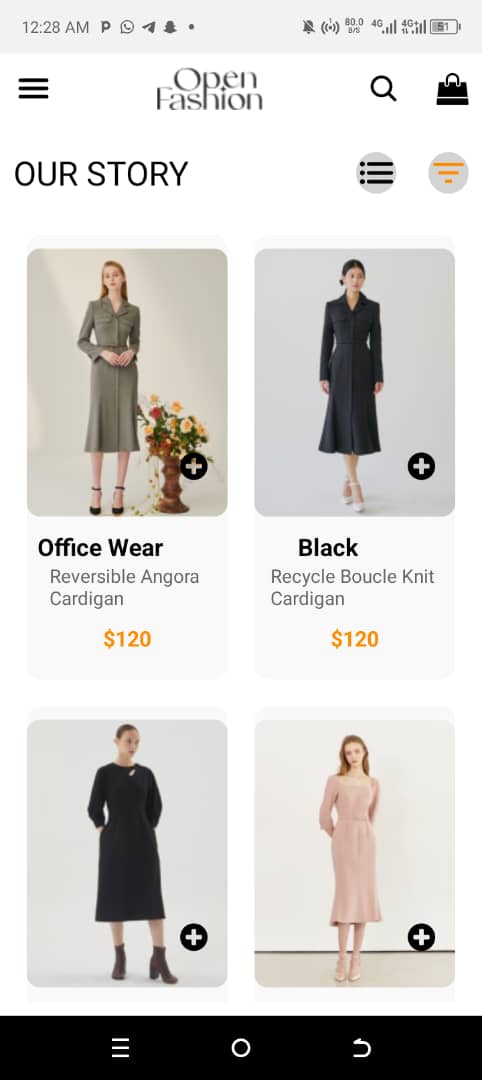 12:28 AM
80.0
B/S
4G
4G+
51
Open
Fashion
OUR STORY
Office Wear
Reversible Angora
Cardigan
$120
Black
Recycle Boucle Knit
Cardigan
$120